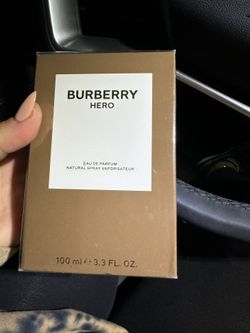 BURBERRY
HERO
EAU DE PARFUM
NATURAL SPRAY VAPORISATEUR
100 ml ℮ 3.3 FL. OZ.